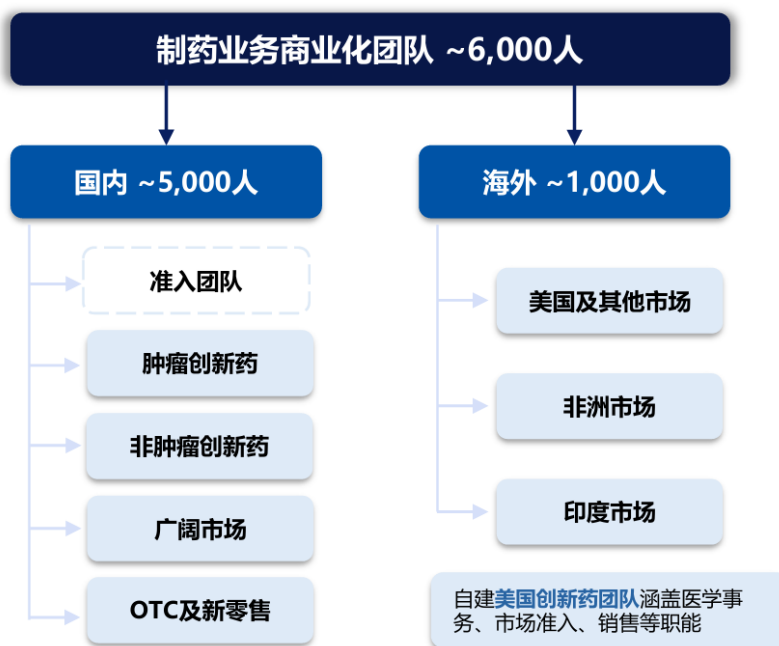 制药业务商业化团队 ~6,000人
国内 ~5,000人
准入团队
肿瘤创新药
非肿瘤创新药
广阔市场
OTC及新零售
海外 ~1,000人
美国及其他市场
非洲市场
印度市场
自建美国创新药团队涵盖医学事
务、市场准入、销售等职能